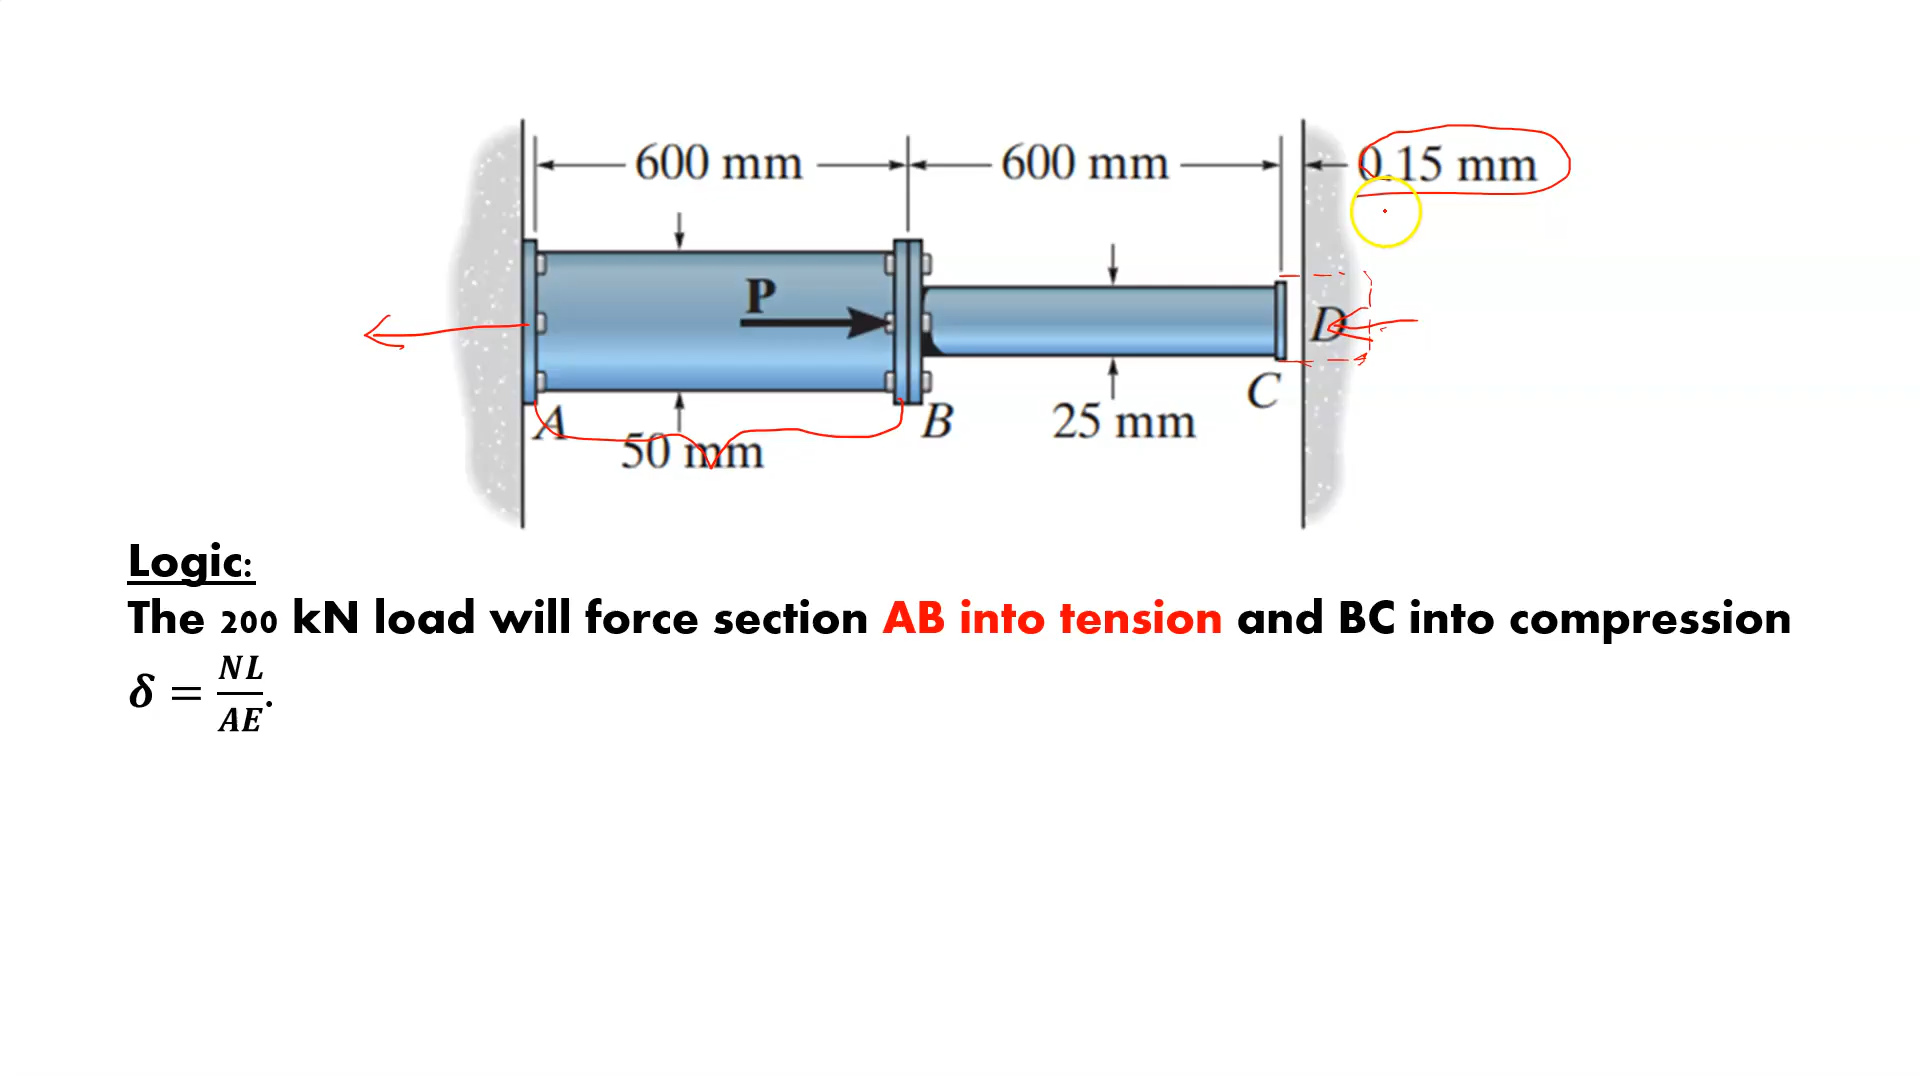 600 mm 600 mm 0.15 mm
P
D
C
A B 25 mm
50 mm
Logic:
The 200 kN load will force section AB into tension and BC into compression
δ = NL/AE.